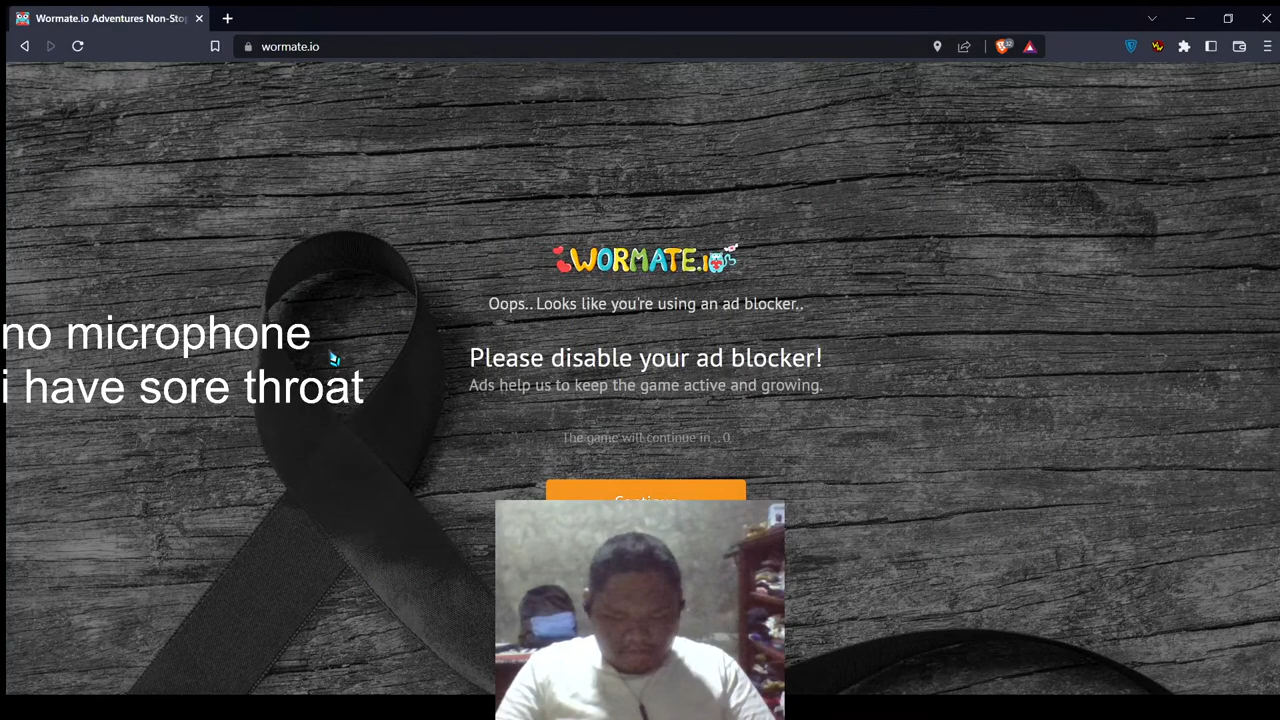 Wormate.io Adventures Non-Stop
wormate.io
WORMATE.io
Oops.. Looks like you're using an ad blocker..
no microphone
i have sore throat
Please disable your ad blocker!
Ads help us to keep the game active and growing.
The game will continue in .. 0
Continue